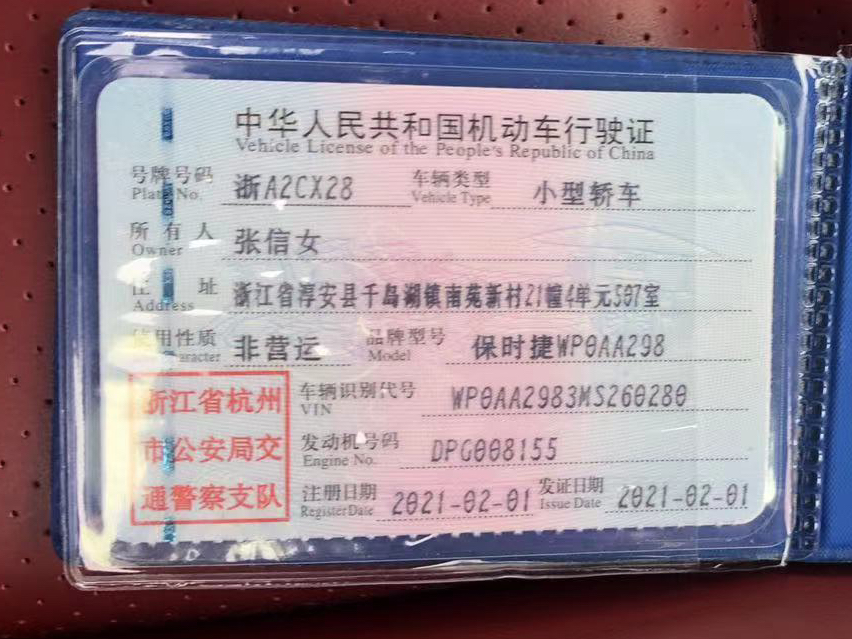 中华人民共和国机动车行驶证
Vehicle License of the People's Republic of China
号牌号码 浙A2CX28 车辆类型 小型轿车
Plate No. Vehicle Type
所有人 张信女
Owner
住址 浙江省淳安县千岛湖镇南苑新村21幢4单元507室
Address
使用性质 非营运 品牌型号 保时捷WP0AA298
Character Model
浙江省杭州
市公安局交
通警察支队
车辆识别代号 WP0AA2983MS260280
VIN
发动机号码 DPG008155
Engine No.
注册日期 2021-02-01 发证日期 2021-02-01
Register Date Issue Date